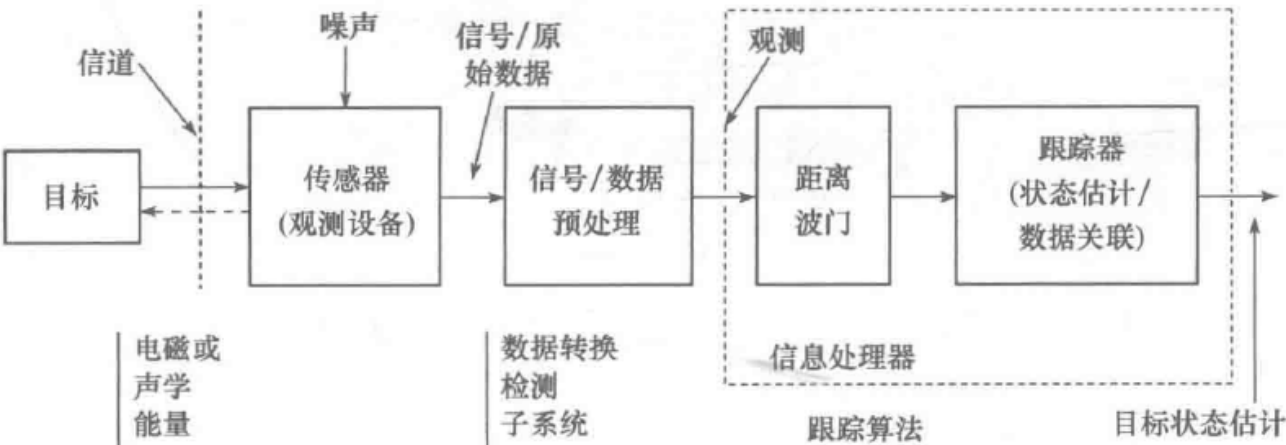 信道
噪声
信号/原
始数据
观测
目标
传感器
(观测设备)
信号/数据
预处理
距离
波门
跟踪器
(状态估计/
数据关联)
电磁或
声学
能量
数据转换
检测
子系统
信息处理器
跟踪算法
目标状态估计